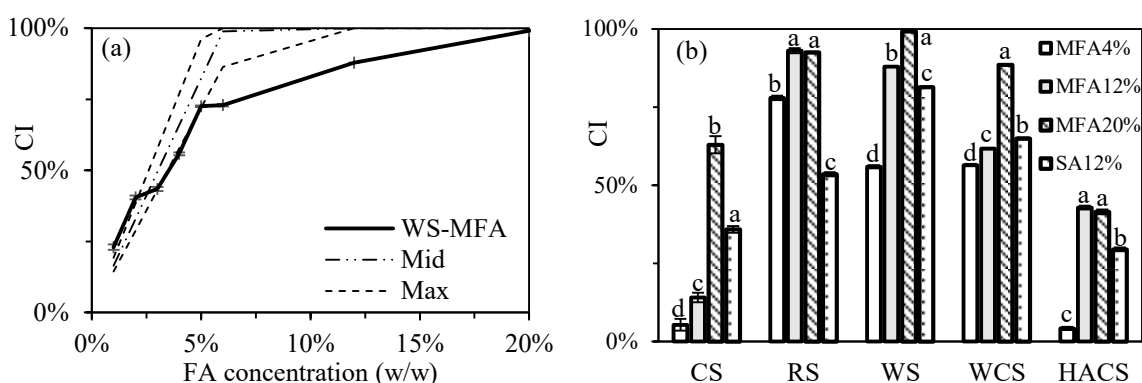 (a)
100%
50%
0%
CI
0%
5%
10%
15%
20%
FA concentration (w/w)
WS-MFA
Mid
Max
(b)
100%
50%
0%
CI
d
c
b
a
b
a
a
c
d
b
a
c
d
c
a
b
c
a
a
b
CS
RS
WS
WCS
HACS
MFA4%
MFA12%
MFA20%
SA12%